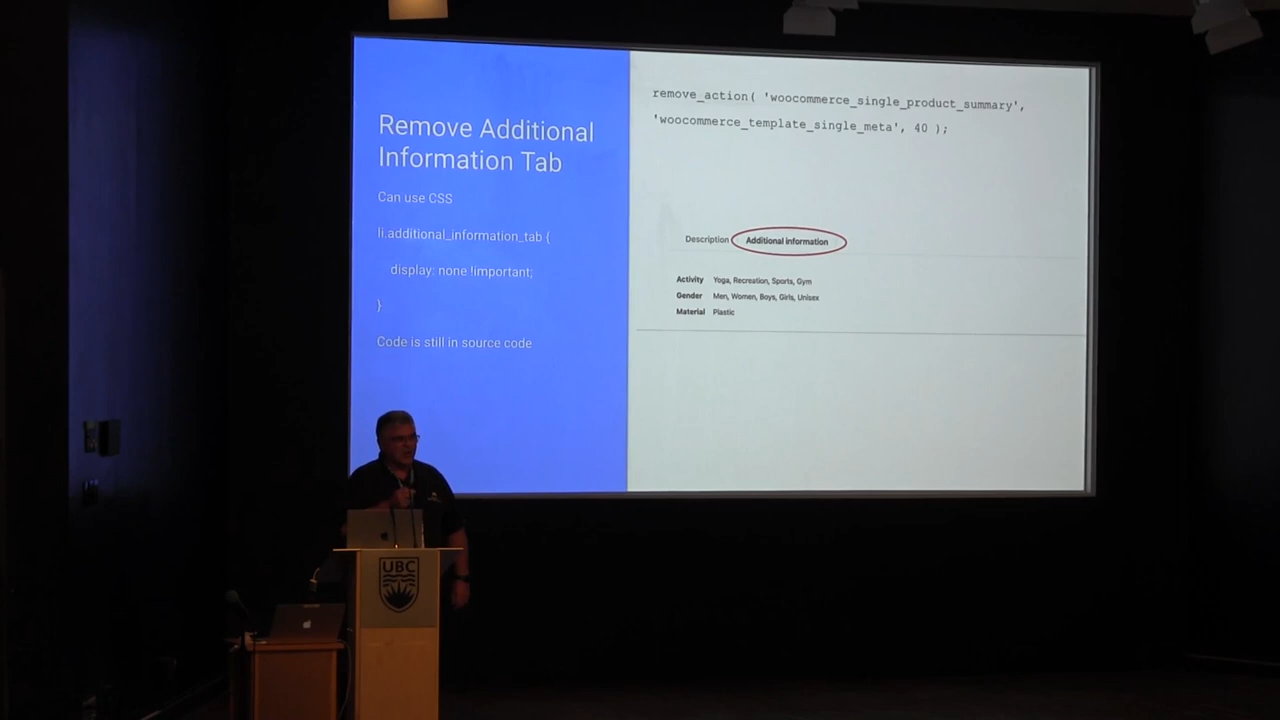 Remove Additional
Information Tab
Can use CSS
li.additional_information_tab {
display: none !important;
}
Code is still in source code
remove_action( 'woocommerce_single_product_summary',
'woocommerce_template_single_meta', 40 );
Description Additional information
Activity Yoga, Recreation, Sports, Gym
Gender Men, Women, Boys, Girls, Unisex
Material Plastic
UBC